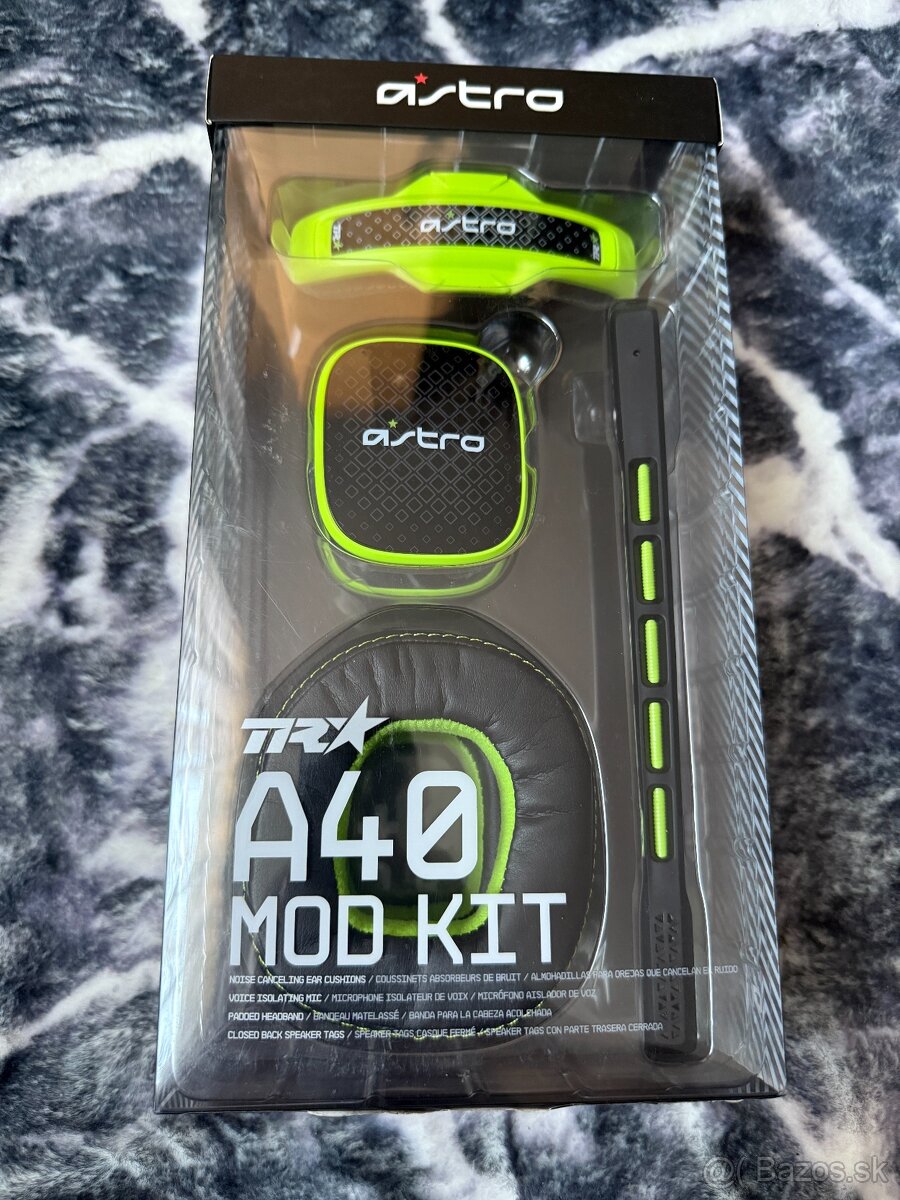 astro
TR astro TR
astro
TR
A40
MOD KIT
NOISE CANCELING EAR CUSHIONS / COUSSINETS ABSORBEURS DE BRUIT / ALMOHADILLAS PARA OREJAS QUE CANCELAN EL RUIDO
VOICE ISOLATING MIC / MICROPHONE ISOLATEUR DE VOIX / MICRÓFONO AISLADOR DE VOZ
PADDED HEADBAND / BANDEAU MATELASSÉ / BANDA PARA LA CABEZA ACOLCHADA
CLOSED BACK SPEAKER TAGS / SPEAKER TAGS CASQUE FERMÉ / SPEAKER TAGS CON PARTE TRASERA CERRADA
@ Bazos.sk